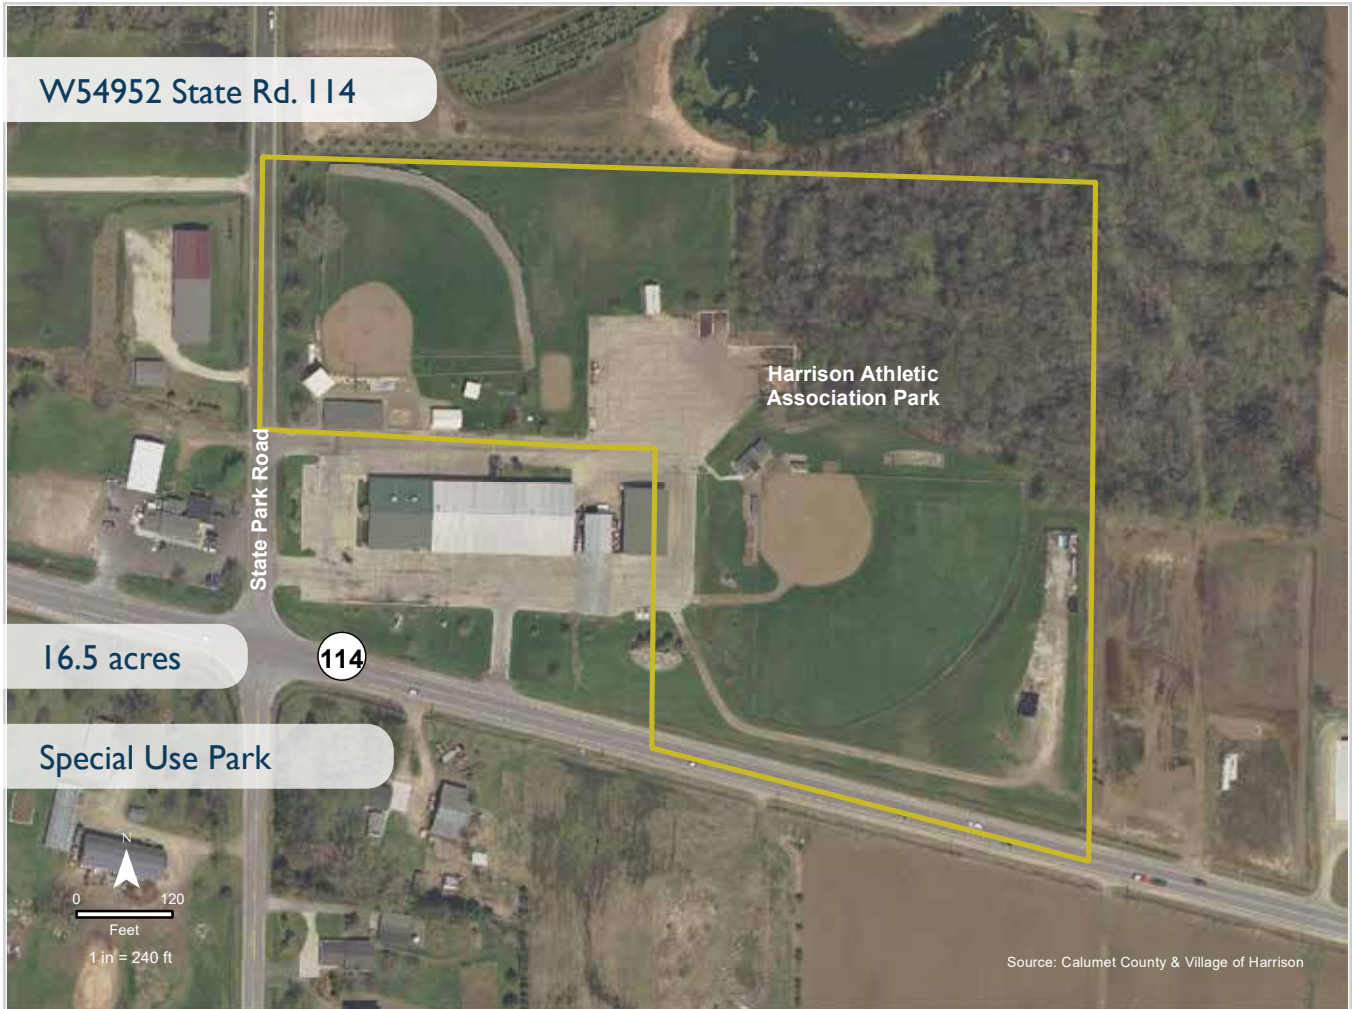 W54952 State Rd. 114
Harrison Athletic
Association Park
State Park Road
16.5 acres
114
Special Use Park
N
0 120
Feet
1 in = 240 ft
Source: Calumet County & Village of Harrison